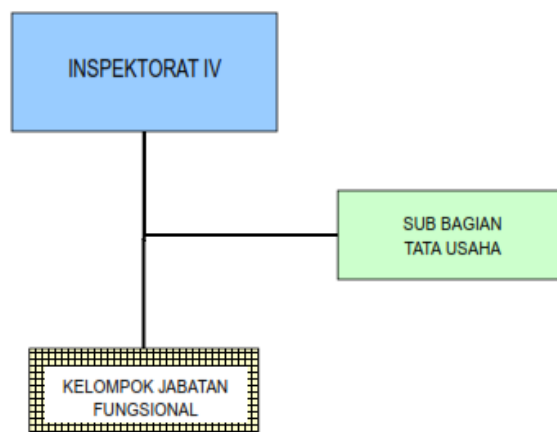 INSPEKTORAT IV
SUB BAGIAN
TATA USAHA
KELOMPOK JABATAN
FUNGSIONAL